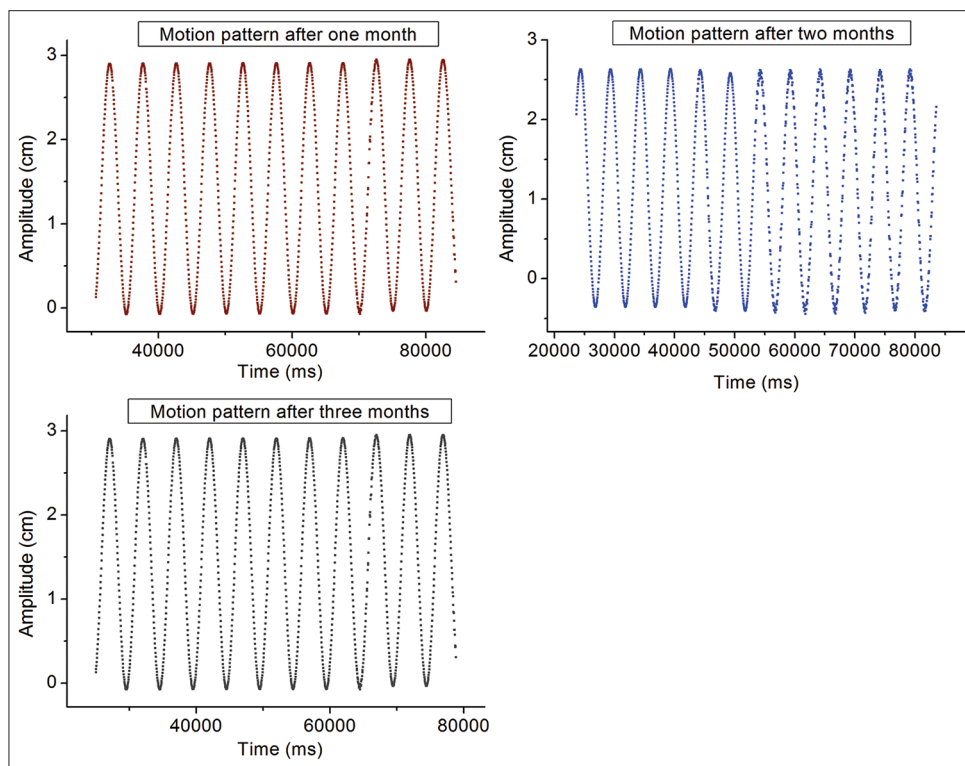 Motion pattern after one month
3
2
1
0
Amplitude (cm)
40000 60000 80000
Time (ms)
Motion pattern after two months
3
2
1
0
Amplitude (cm)
20000 30000 40000 50000 60000 70000 80000
Time (ms)
Motion pattern after three months
3
2
1
0
Amplitude (cm)
40000 60000 80000
Time (ms)